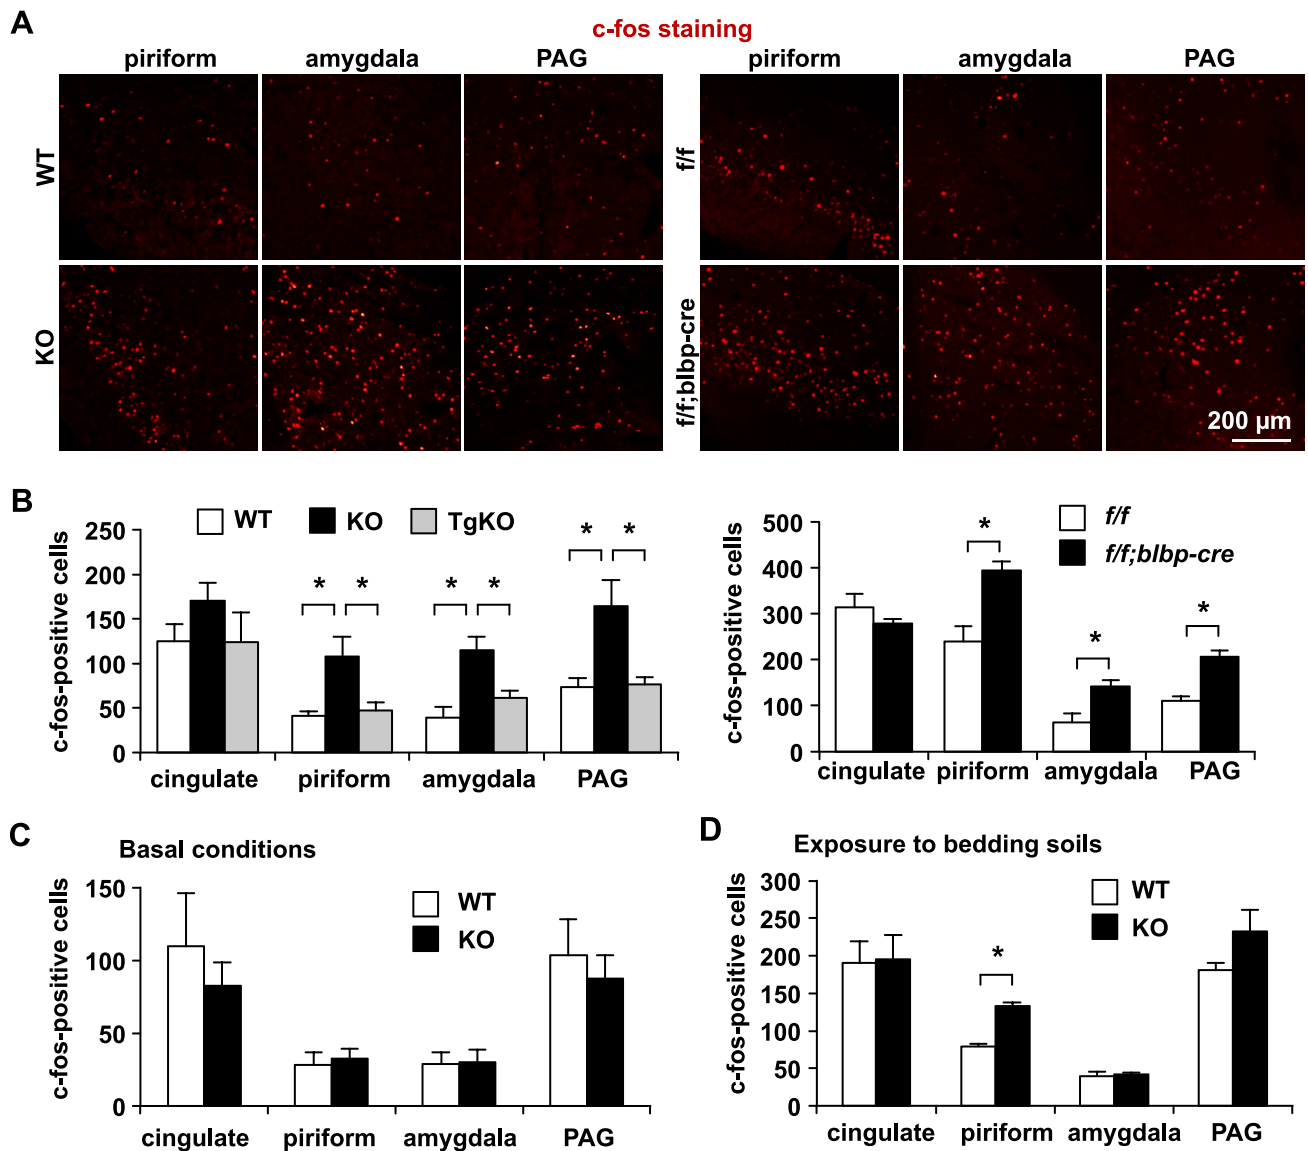 A
c-fos staining
piriform amygdala PAG piriform amygdala PAG
WT
f/f
KO
f/f;blbp-cre
200 µm
B
WT KO TgKO
c-fos-positive cells
250
200
150
100
50
0
* * * * * *
cingulate piriform amygdala PAG
f/f
f/f;blbp-cre
c-fos-positive cells
500
400
300
200
100
0
* * *
cingulate piriform amygdala PAG
C
Basal conditions
WT
KO
c-fos-positive cells
150
100
50
0
cingulate piriform amygdala PAG
D
Exposure to bedding soils
WT
KO
c-fos-positive cells
300
250
200
150
100
50
0
*
cingulate piriform amygdala PAG